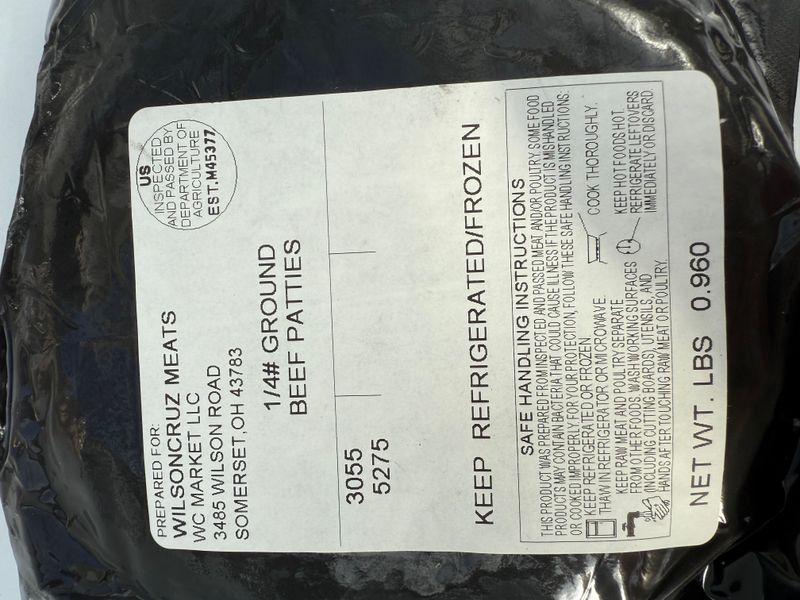 PREPARED FOR:
WILSONCRUZ MEATS
WC MARKET LLC
3485 WILSON ROAD
SOMERSET,OH 43783
US
INSPECTED
AND PASSED BY
DEPARTMENT OF
AGRICULTURE
EST.M45377
1/4# GROUND
BEEF PATTIES
3055
5275
KEEP REFRIGERATED/FROZEN
SAFE HANDLING INSTRUCTIONS
THIS PRODUCT WAS PREPARED FROM INSPECTED AND PASSED MEAT AND/OR POULTRY. SOME FOOD
PRODUCTS MAY CONTAIN BACTERIA THAT COULD CAUSE ILLNESS IF THE PRODUCT IS MISHANDLED
OR COOKED IMPROPERLY. FOR YOUR PROTECTION, FOLLOW THESE SAFE HANDLING INSTRUCTIONS:
KEEP REFRIGERATED OR FROZEN.
THAW IN REFRIGERATOR OR MICROWAVE.
COOK THOROUGHLY.
KEEP RAW MEAT AND POULTRY SEPARATE
FROM OTHER FOODS. WASH WORKING SURFACES
(INCLUDING CUTTING BOARDS), UTENSILS, AND
HANDS AFTER TOUCHING RAW MEAT OR POULTRY.
KEEP HOT FOODS HOT.
REFRIGERATE LEFTOVERS
IMMEDIATELY OR DISCARD.
NET WT. LBS 0.960